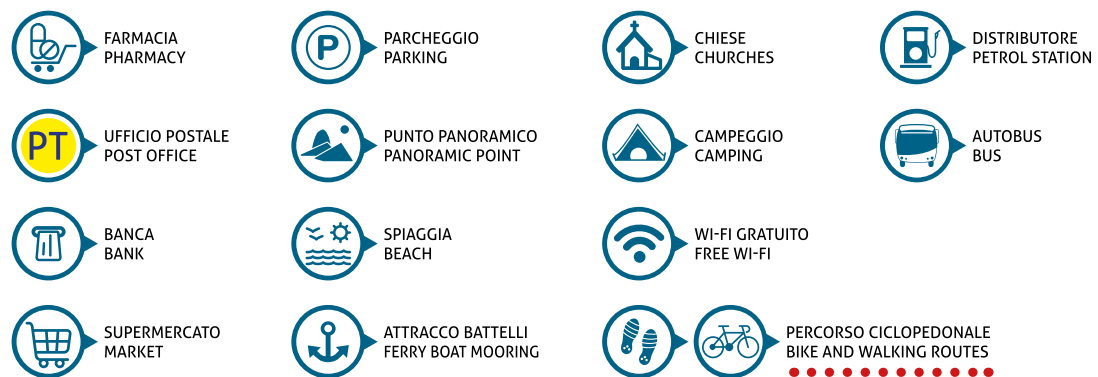 FARMACIA
PHARMACY
P
PARCHEGGIO
PARKING
CHIESE
CHURCHES
DISTRIBUTORE
PETROL STATION
PT
UFFICIO POSTALE
POST OFFICE
PUNTO PANORAMICO
PANORAMIC POINT
CAMPEGGIO
CAMPING
AUTOBUS
BUS
BANCA
BANK
SPIAGGIA
BEACH
WI-FI GRATUITO
FREE WI-FI
SUPERMERCATO
MARKET
ATTRACCO BATTELLI
FERRY BOAT MOORING
PERCORSO CICLOPEDONALE
BIKE AND WALKING ROUTES